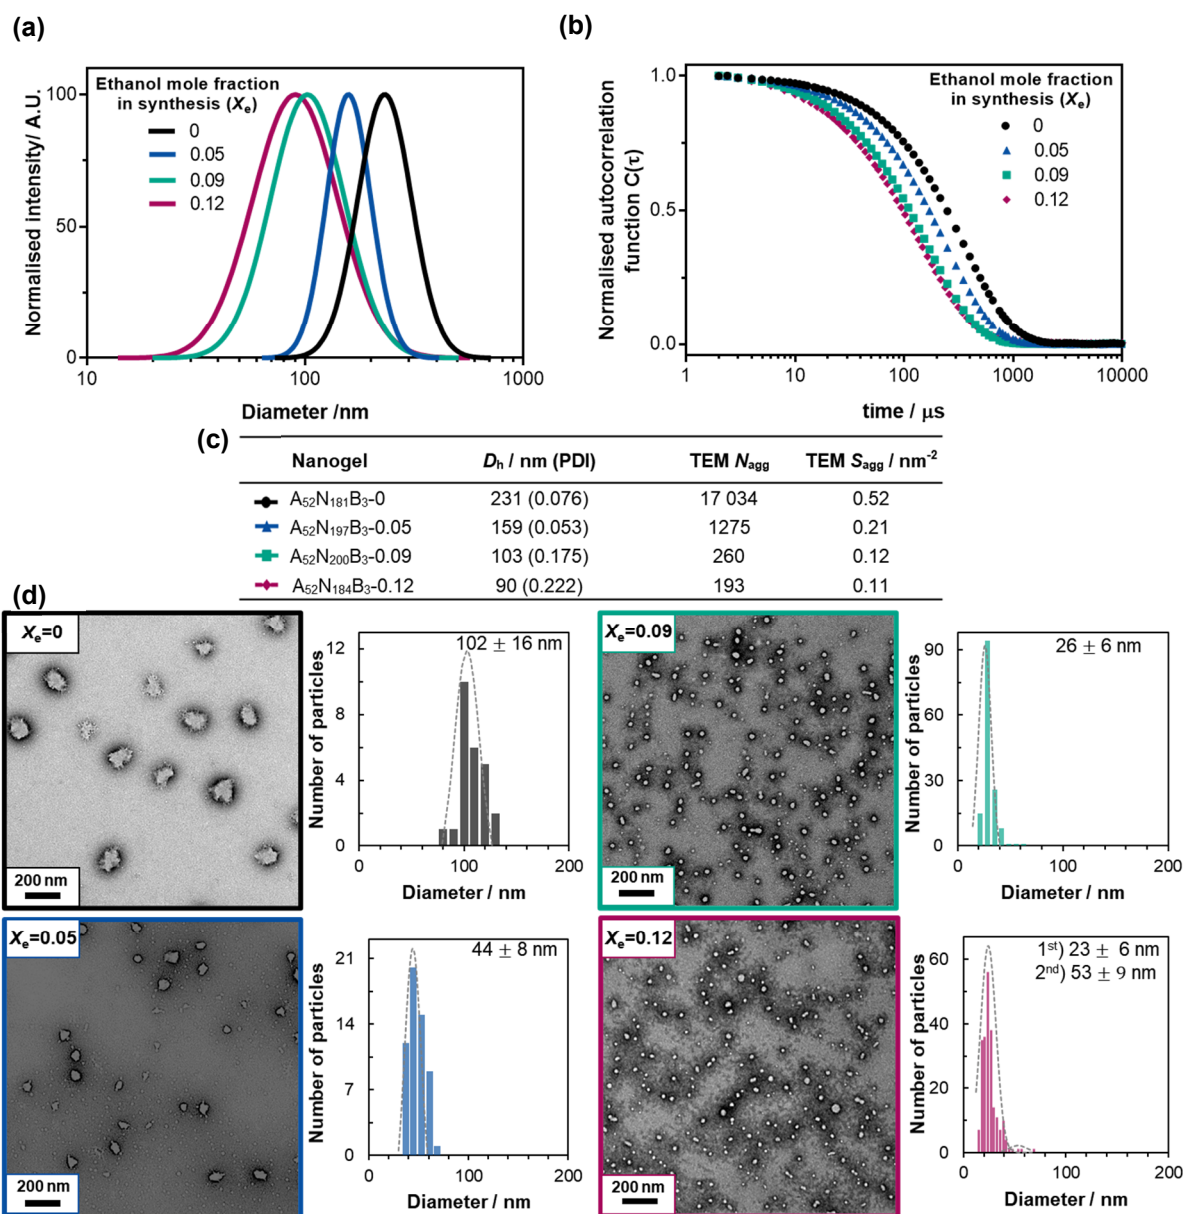 (a)
Normalised intensity/ A.U.
100
50
0
Ethanol mole fraction
in synthesis (Xe)
0
0.05
0.09
0.12
10
100
1000
Diameter /nm
(b)
Normalised autocorrelation
function C(τ)
1.0
0.5
0.0
Ethanol mole fraction
in synthesis (Xe)
0
0.05
0.09
0.12
1
10
100
1000
10000
time / μs
(c)
Nanogel Dh / nm (PDI) TEM Nagg TEM Sagg / nm-2
A52N181B3-0 231 (0.076) 17 034 0.52
A52N197B3-0.05 159 (0.053) 1275 0.21
A52N200B3-0.09 103 (0.175) 260 0.12
A52N184B3-0.12 90 (0.222) 193 0.11
(d)
Xe=0
200 nm
Number of particles
12
8
4
0
102 ± 16 nm
0
100
200
Diameter / nm
Xe=0.09
200 nm
Number of particles
90
60
30
0
26 ± 6 nm
0
100
200
Diameter / nm
Xe=0.05
200 nm
Number of particles
21
14
7
0
44 ± 8 nm
0
100
200
Diameter / nm
Xe=0.12
200 nm
Number of particles
60
40
20
0
1st) 23 ± 6 nm
2nd) 53 ± 9 nm
0
100
200
Diameter / nm